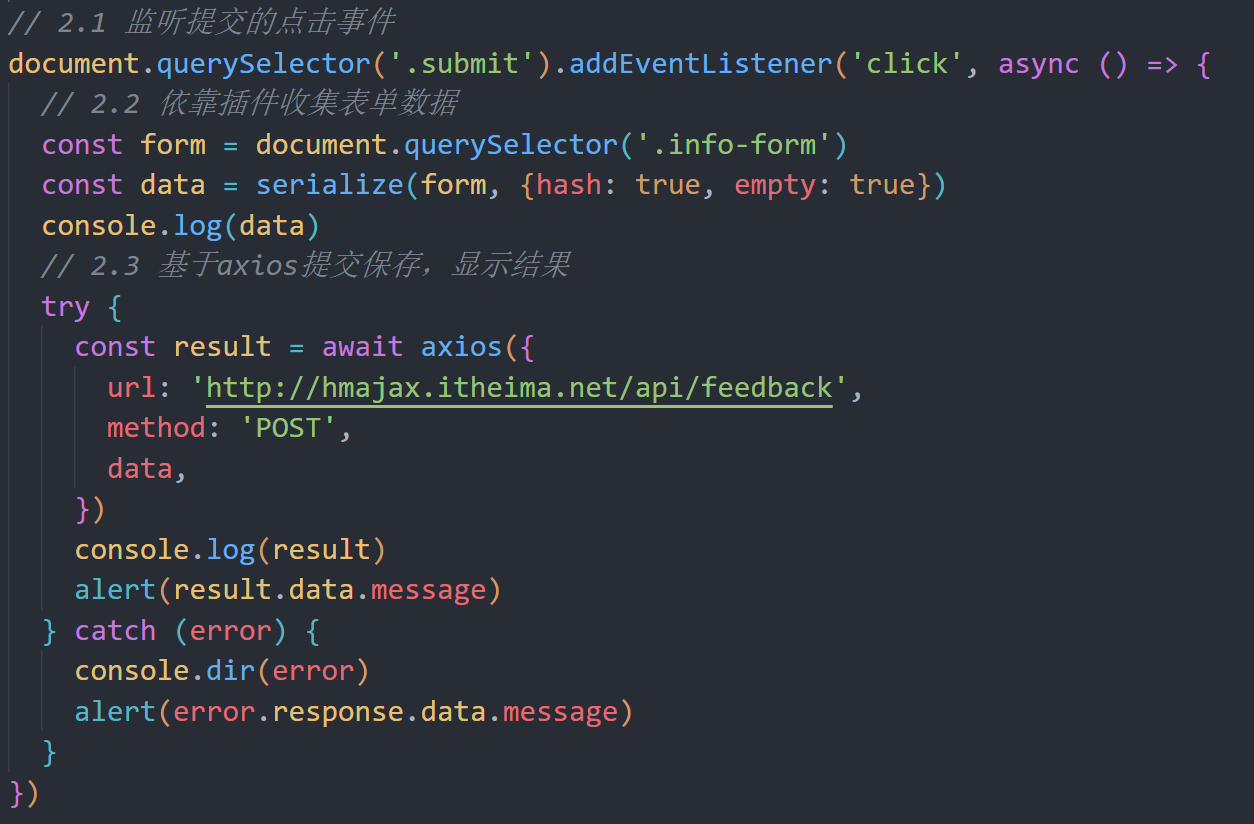 // 2.1 监听提交的点击事件
document.querySelector('.submit').addEventListener('click', async () => {
// 2.2 依靠插件收集表单数据
const form = document.querySelector('.info-form')
const data = serialize(form, {hash: true, empty: true})
console.log(data)
// 2.3 基于axios提交保存，显示结果
try {
const result = await axios({
url: 'http://hmajax.itheima.net/api/feedback',
method: 'POST',
data,
})
console.log(result)
alert(result.data.message)
} catch (error) {
console.dir(error)
alert(error.response.data.message)
}
})